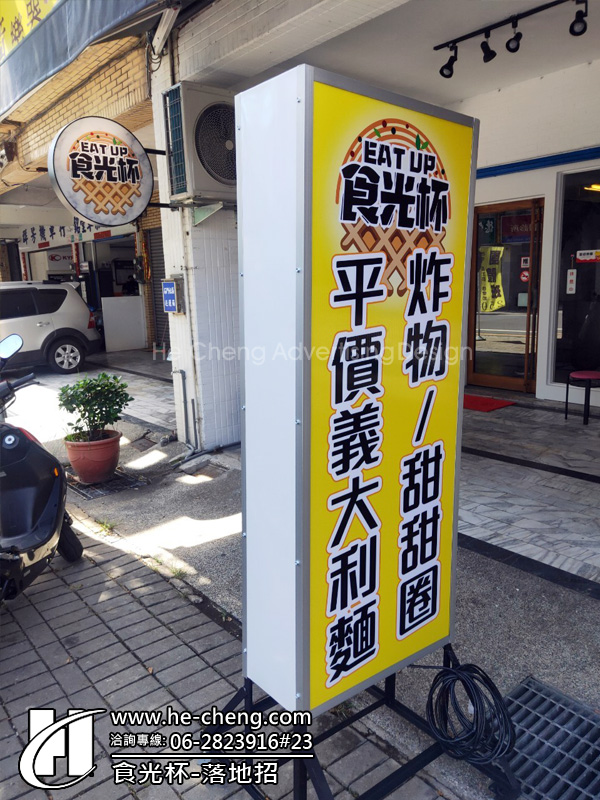 EAT UP
食光杯
EAT UP
食光杯
炸物/甜甜圈
平價義大利麵
He Cheng Advertising Design
www.he-cheng.com
洽詢專線: 06-2823916#23
食光杯-落地招